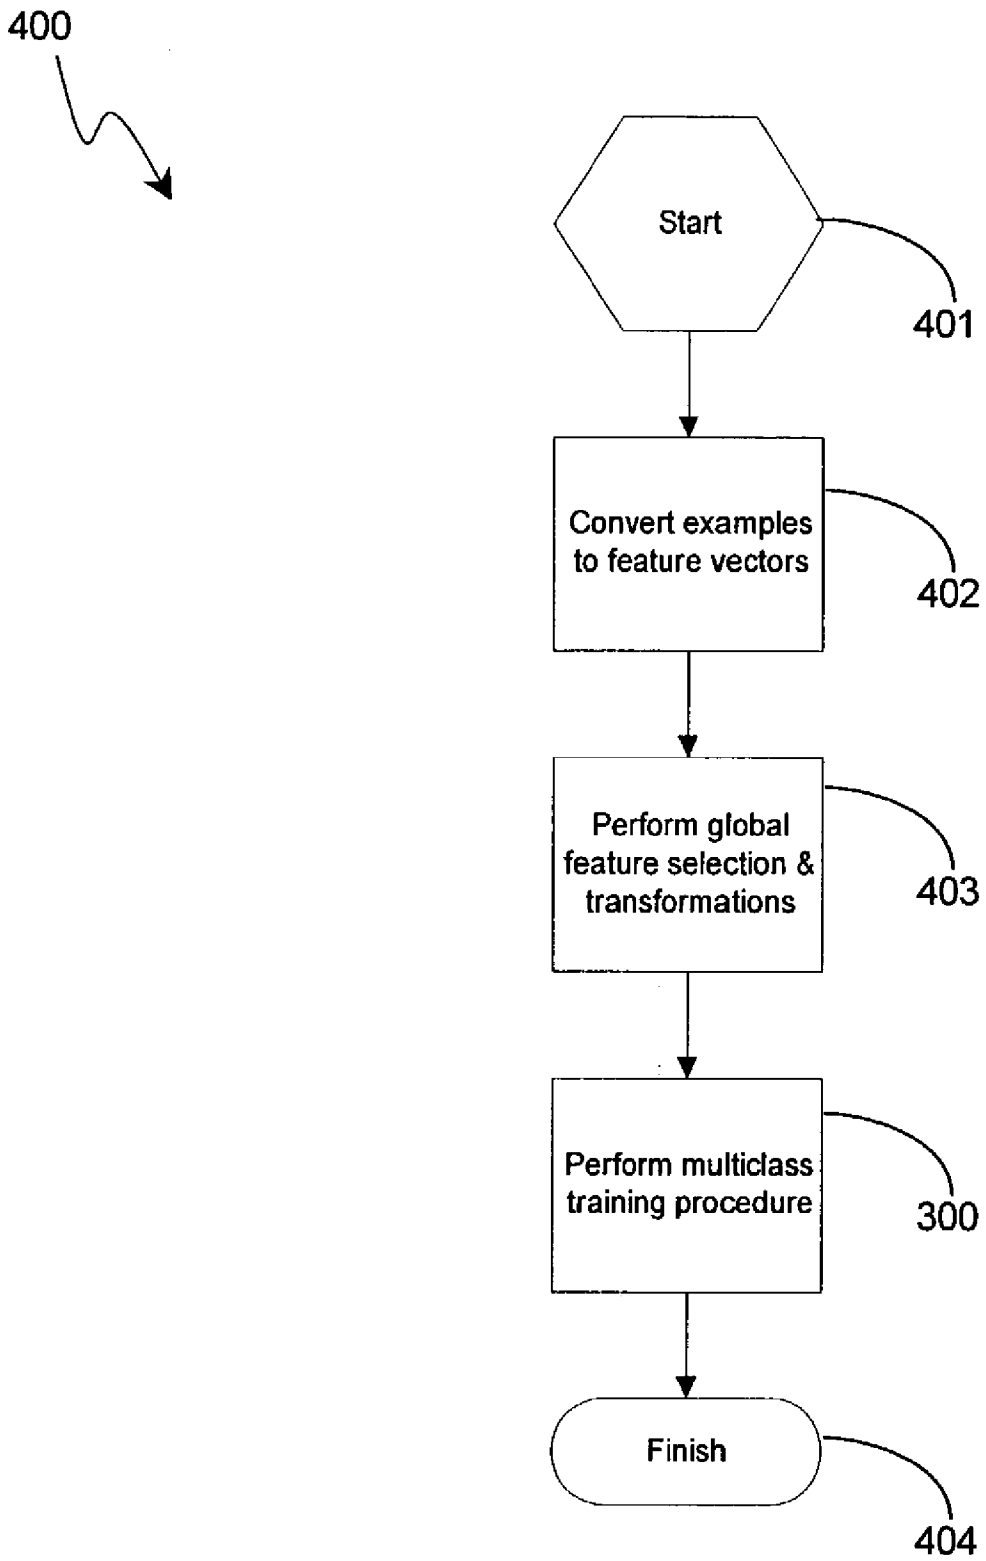 400
Start
401
Convert examples
to feature vectors
402
Perform global
feature selection &
transformations
403
Perform multiclass
training procedure
300
Finish
404